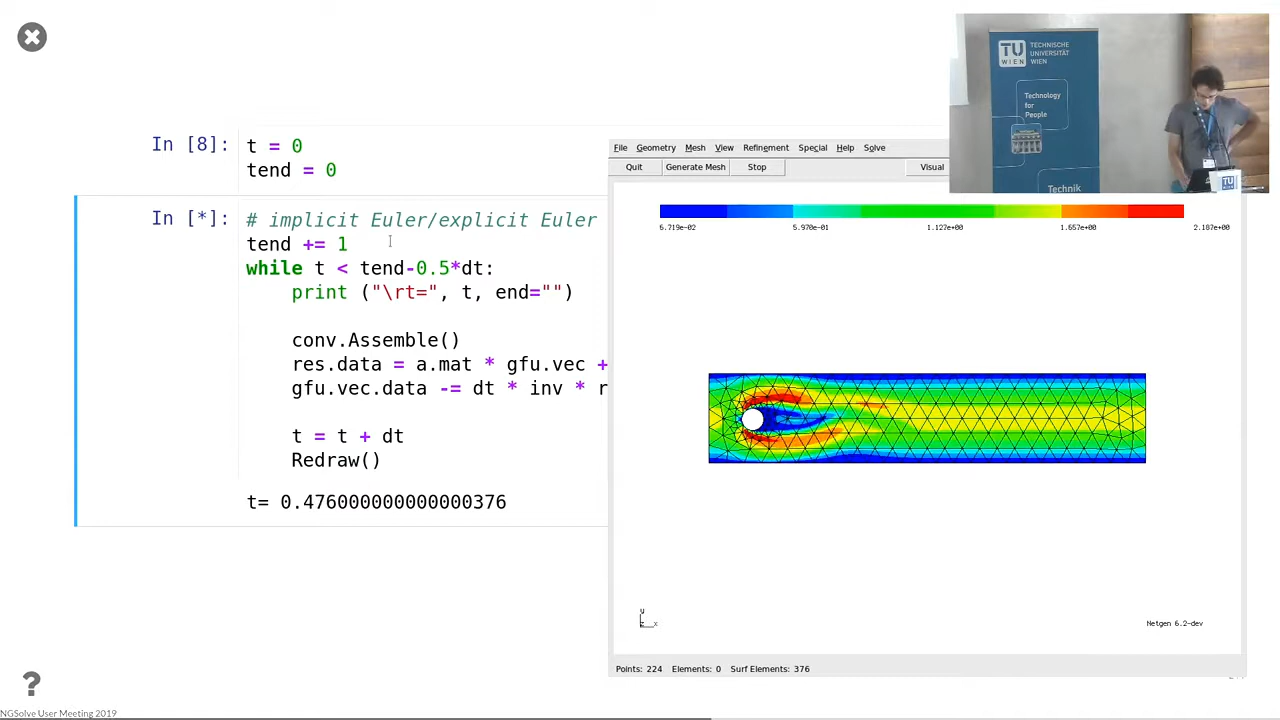 TU
WIEN
TECHNISCHE
UNIVERSITÄT
WIEN
Technology
for
People
Technik
TU
In [8]: t = 0
tend = 0
In [*]: # implicit Euler/explicit Euler
tend += 1
while t < tend-0.5*dt:
print ("\rt=", t, end="")
conv.Assemble()
res.data = a.mat * gfu.vec +
gfu.vec.data -= dt * inv * r
t = t + dt
Redraw()
t= 0.476000000000000376
File Geometry Mesh View Refinement Special Help Solve
Quit Generate Mesh Stop Visual
6.719e-02 5.970e-01 1.127e+00 1.657e+00 2.187e+00
y
z x
Netgen 6.2-dev
Points: 224 Elements: 0 Surf Elements: 376
?
NGSolve User Meeting 2019